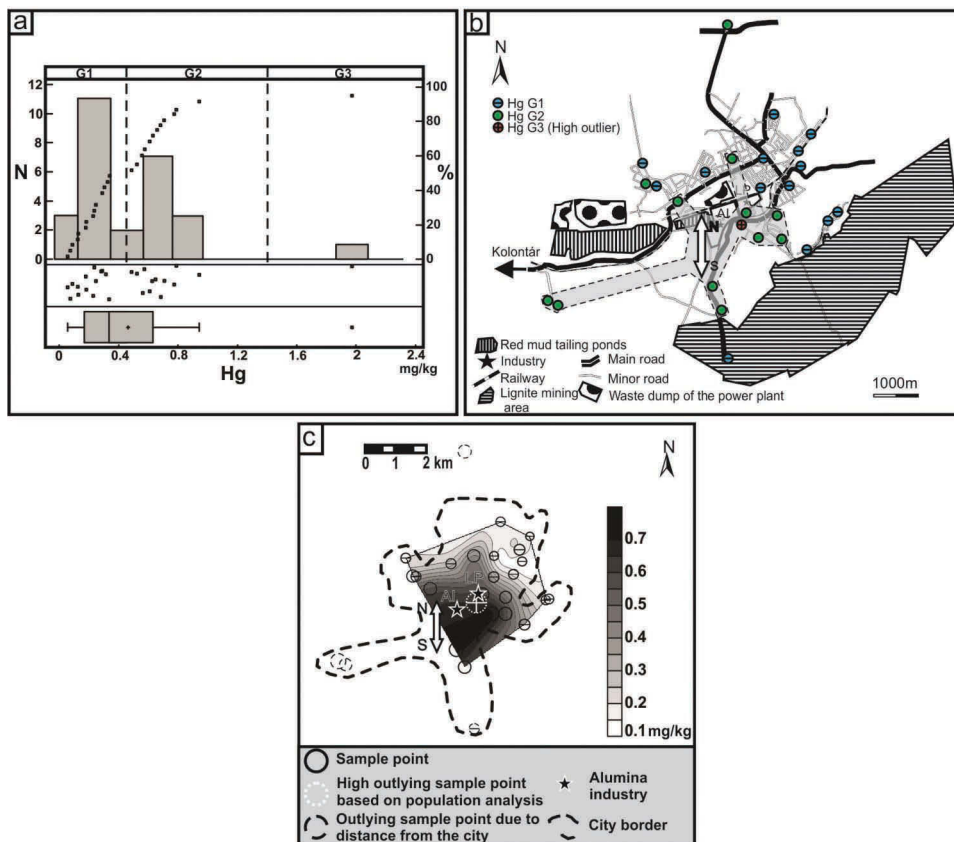 a
G1 G2 G3
12
10
8
6
4
2
0
N
100
80
60
40
20
0
%
0 0.4 0.8 1.2 1.6 2 2.4
Hg
mg/kg
b
N
Hg G1
Hg G2
Hg G3 (High outlier)
Al
P
N
S
Kolontár
Red mud tailing ponds
Industry
Railway
Lignite mining
area
Main road
Minor road
Waste dump of the power plant
1000m
c
0 1 2 km
N
Al
N
S
0.7
0.6
0.5
0.4
0.3
0.2
0.1 mg/kg
Sample point
High outlying sample point
based on population analysis
Outlying sample point due to
distance from the city
Alumina
industry
City border